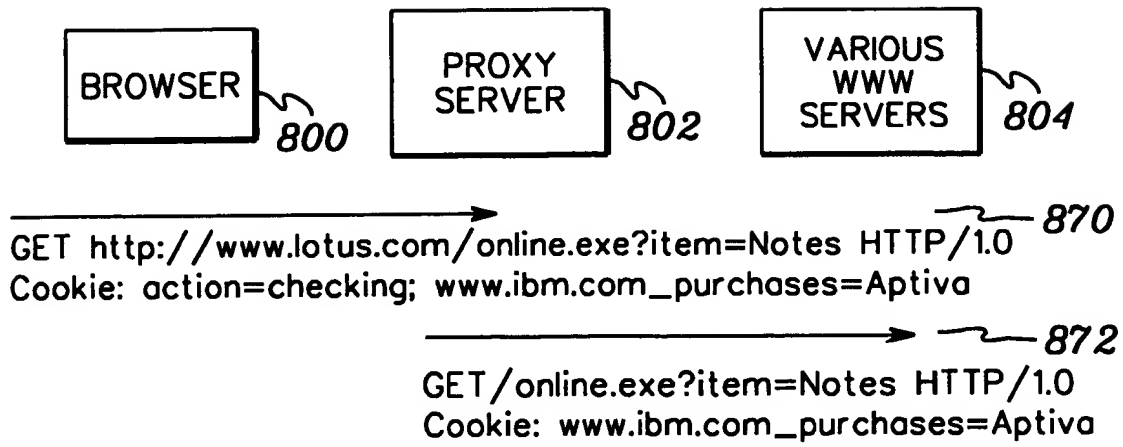 BROWSER
800
PROXY
SERVER
802
VARIOUS
WWW
SERVERS
804
870
GET http://www.lotus.com/online.exe?item=Notes HTTP/1.0
Cookie: action=checking; www.ibm.com_purchases=Aptiva
872
GET/online.exe?item=Notes HTTP/1.0
Cookie: www.ibm.com_purchases=Aptiva